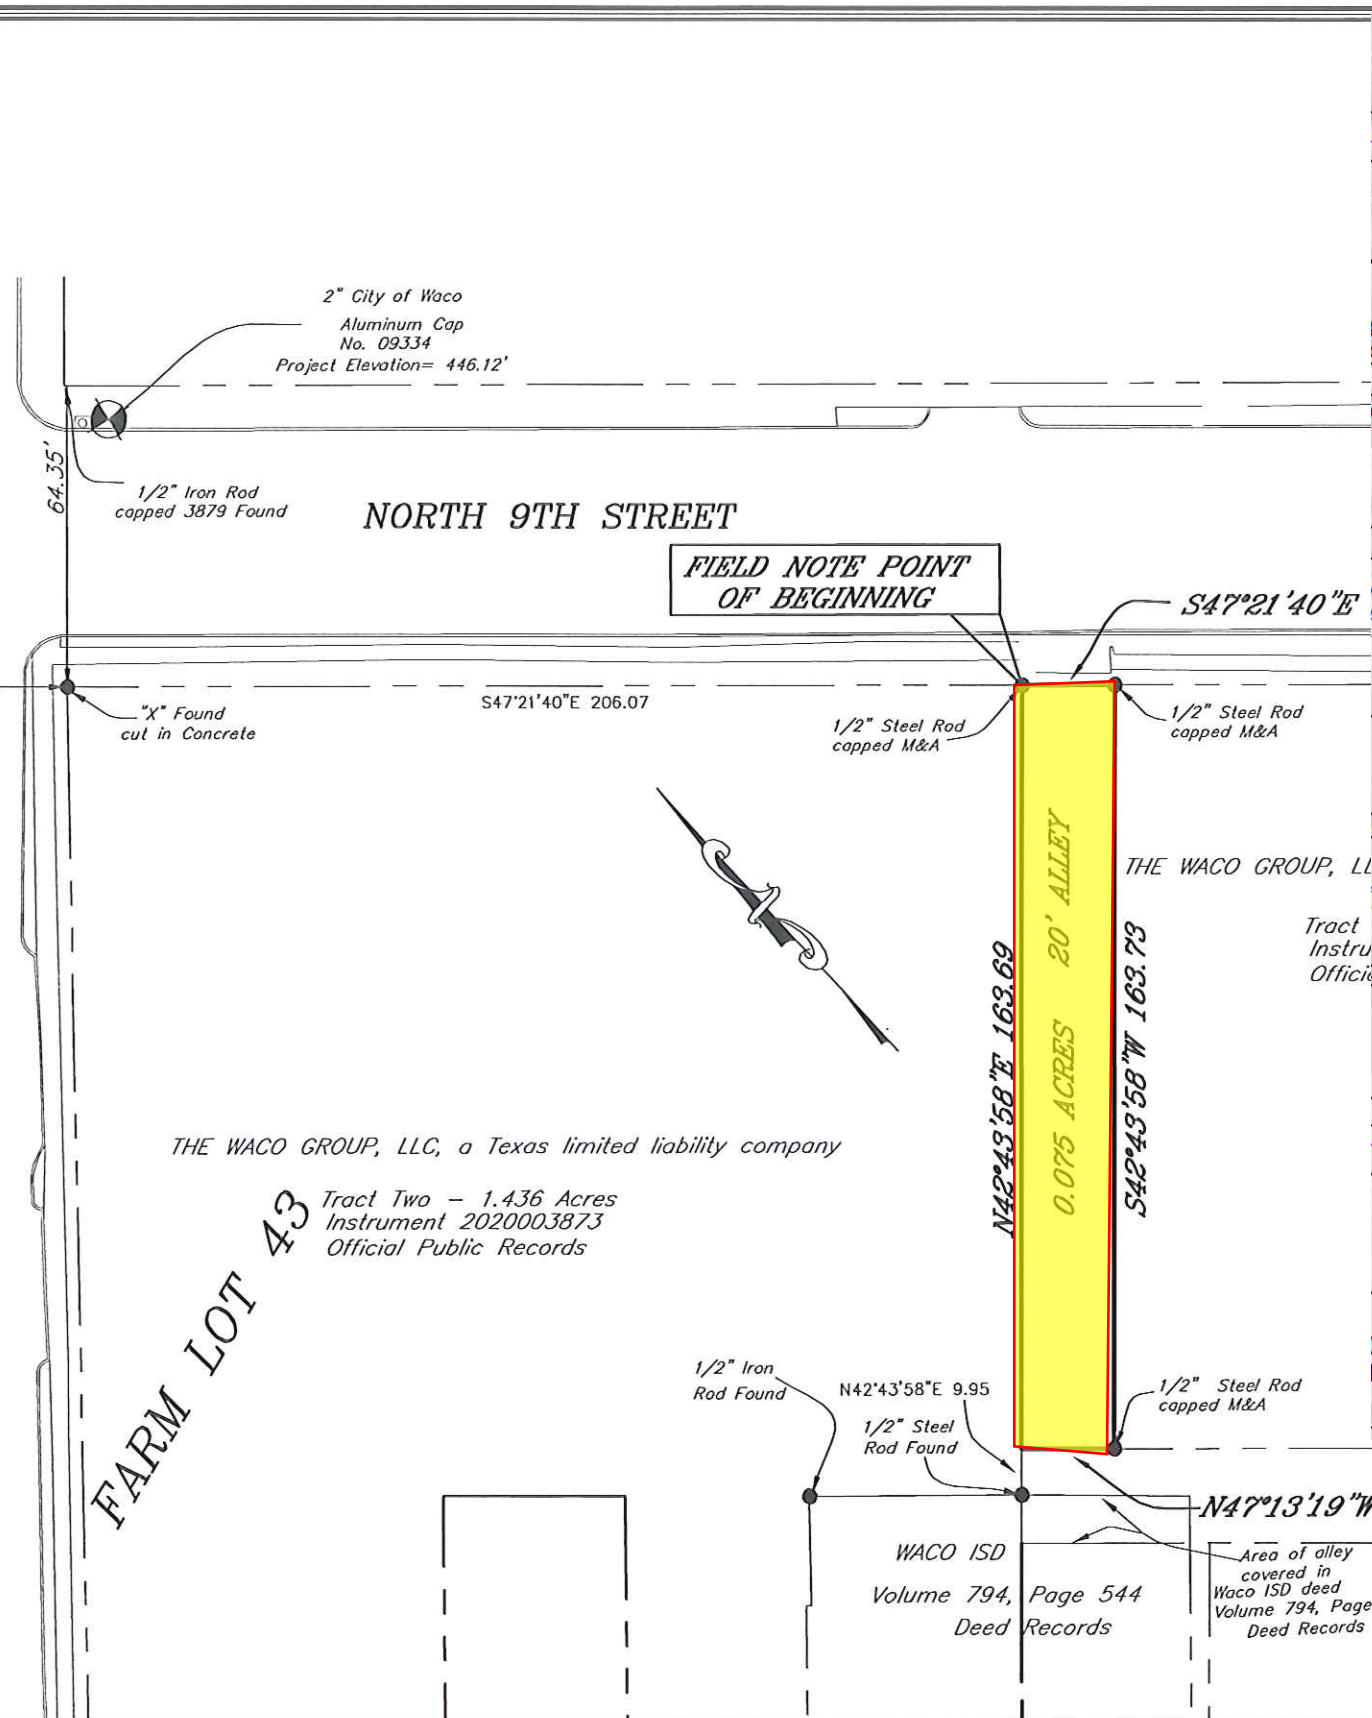 2" City of Waco
Aluminum Cap
No. 09334
Project Elevation= 446.12'
64.35'
1/2" Iron Rod
capped 3879 Found
NORTH 9TH STREET
FIELD NOTE POINT
OF BEGINNING
S47°21'40"E
S47°21'40"E 206.07
"X" Found
cut in Concrete
1/2" Steel Rod
capped M&A
1/2" Steel Rod
capped M&A
20' ALLEY
0.075 ACRES
N42°43'58"E 163.69
S42°43'58"W 163.73
THE WACO GROUP, LL
Tract
Instru
Offici
THE WACO GROUP, LLC, a Texas limited liability company
Tract Two - 1.436 Acres
Instrument 2020003873
Official Public Records
FARM LOT 43
1/2" Iron
Rod Found
N42°43'58"E 9.95
1/2" Steel
Rod Found
1/2" Steel Rod
capped M&A
N47°13'19"W
WACO ISD
Volume 794, Page 544
Deed Records
Area of alley
covered in
Waco ISD deed
Volume 794, Page
Deed Records